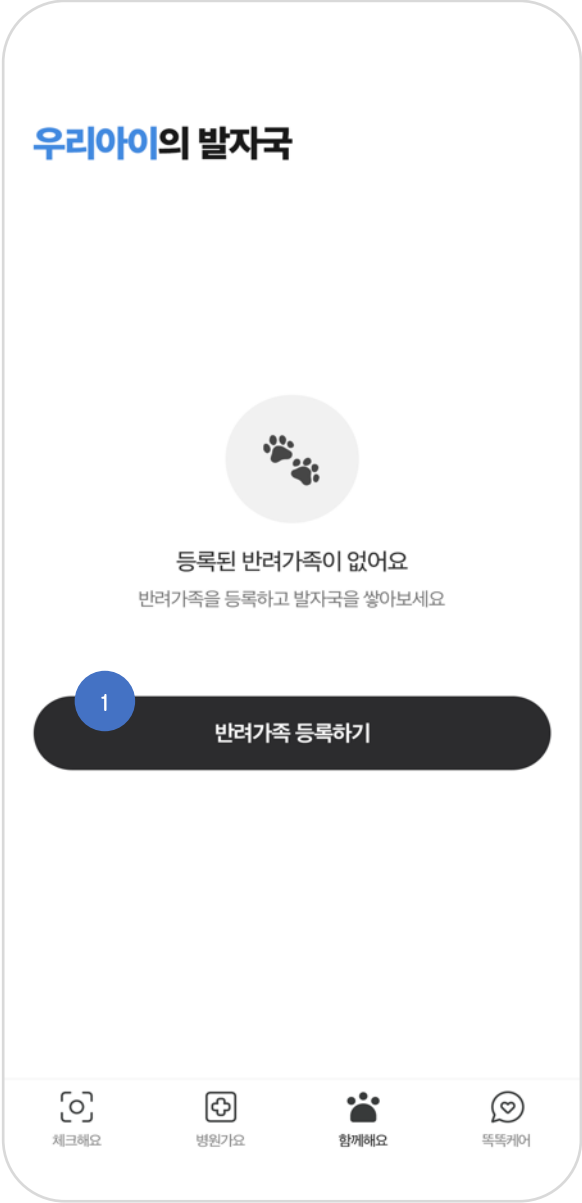 우리아이의 발자국
등록된 반려가족이 없어요
반려가족을 등록하고 발자국을 쌓아보세요
1
반려가족 등록하기
체크해요
병원가요
함께해요
똑똑케어